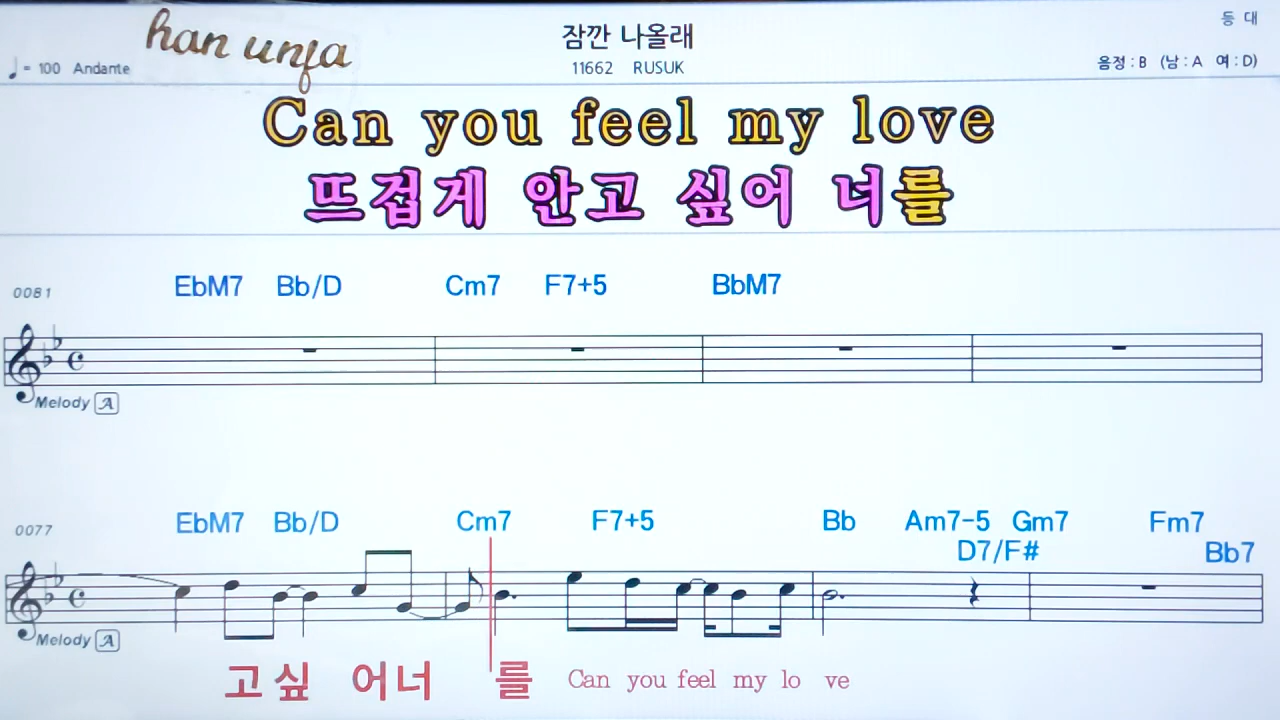 han unfa
잠깐 나올래
등 대
♩= 100 Andante
11662 RUSUK
음정 : B (남 : A 여 : D)
Can you feel my love
뜨겁게 안고 싶어 너를
0081 EbM7 Bb/D Cm7 F7+5 BbM7
Melody A
0077 EbM7 Bb/D Cm7 F7+5 Bb Am7-5 Gm7 Fm7
D7/F# Bb7
Melody A
고싶 어너 를 Can you feel my lo ve